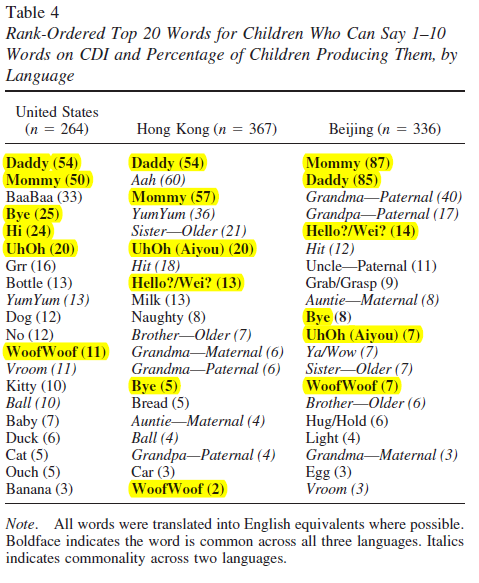 Table 4
Rank-Ordered Top 20 Words for Children Who Can Say 1–10
Words on CDI and Percentage of Children Producing Them, by
Language
United States
(n = 264) Hong Kong (n = 367) Beijing (n = 336)
Daddy (54) Daddy (54) Mommy (87)
Mommy (50) Aah (60) Daddy (85)
BaaBaa (33) Mommy (57) Grandma—Paternal (40)
Bye (25) YumYum (36) Grandpa—Paternal (17)
Hi (24) Sister—Older (21) Hello?/Wei? (14)
UhOh (20) UhOh (Aiyou) (20) Hit (12)
Grr (16) Hit (18) Uncle—Paternal (11)
Bottle (13) Hello?/Wei? (13) Grab/Grasp (9)
YumYum (13) Milk (13) Auntie—Maternal (8)
Dog (12) Naughty (8) Bye (8)
No (12) Brother—Older (7) UhOh (Aiyou) (7)
WoofWoof (11) Grandma—Maternal (6) Ya/Wow (7)
Vroom (11) Grandma—Paternal (6) Sister—Older (7)
Kitty (10) Bye (5) WoofWoof (7)
Ball (10) Bread (5) Brother—Older (6)
Baby (7) Auntie—Maternal (4) Hug/Hold (6)
Duck (6) Ball (4) Light (4)
Cat (5) Grandpa—Paternal (4) Grandma—Maternal (3)
Ouch (5) Car (3) Egg (3)
Banana (3) WoofWoof (2) Vroom (3)
Note. All words were translated into English equivalents where possible.
Boldface indicates the word is common across all three languages. Italics
indicates commonality across two languages.